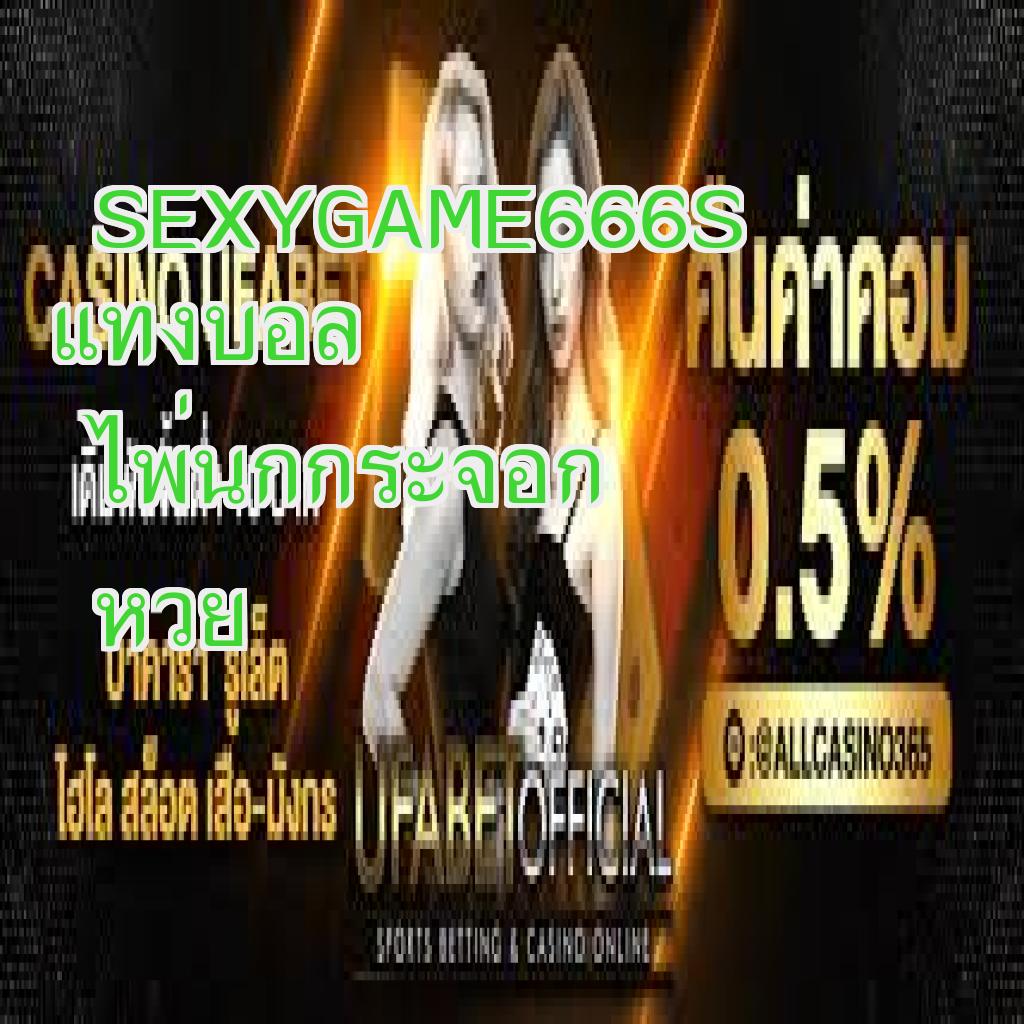 SEXYGAME666S
CASINO UFABET
แทงบอล
ไพ่นกกระจอก
หวย
บาคาร่า รูเล็ต
ไฮโล สล็อต เสือ-มังกร
คืนค่าคอม
0.5%
:@ALLCASINO365
UFABET OFFICIAL
SPORTS BETTING & CASINO ONLINE